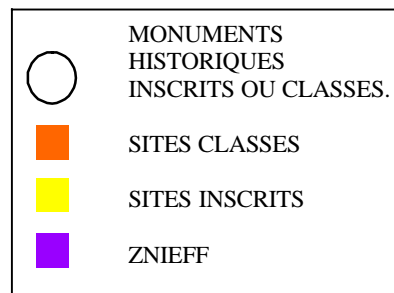 MONUMENTS
HISTORIQUES
INSCRITS OU CLASSES.
SITES CLASSES
SITES INSCRITS
ZNIEFF